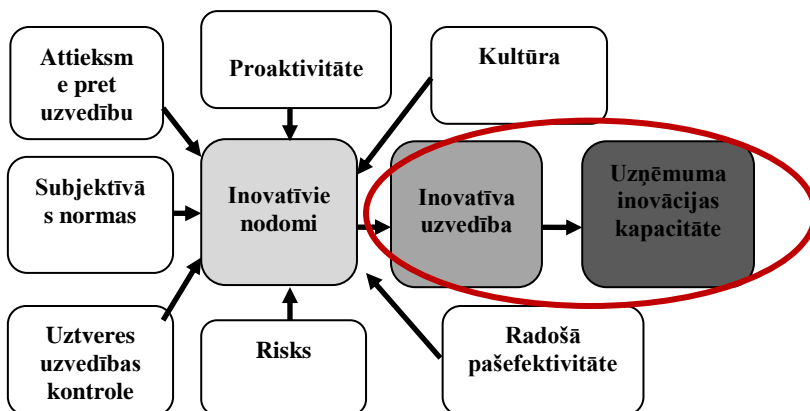 Attieksm
e pret
uzvedību
Proaktivitāte
Kultūra
Subjektīvā
s normas
Inovatīvie
nodomi
Inovatīva
uzvedība
Uzņēmuma
inovācijas
kapacitāte
Uztveres
uzvedības
kontrole
Risks
Radošā
pašefektivitāte